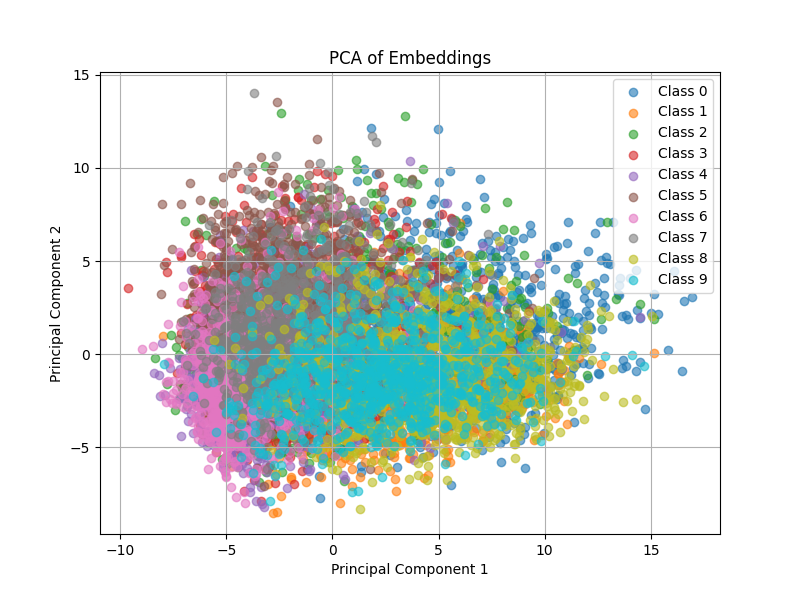 PCA of Embeddings
15
10
5
0
−5
−10
−5
0
5
10
15
Principal Component 1
Principal Component 2
Class 0
Class 1
Class 2
Class 3
Class 4
Class 5
Class 6
Class 7
Class 8
Class 9